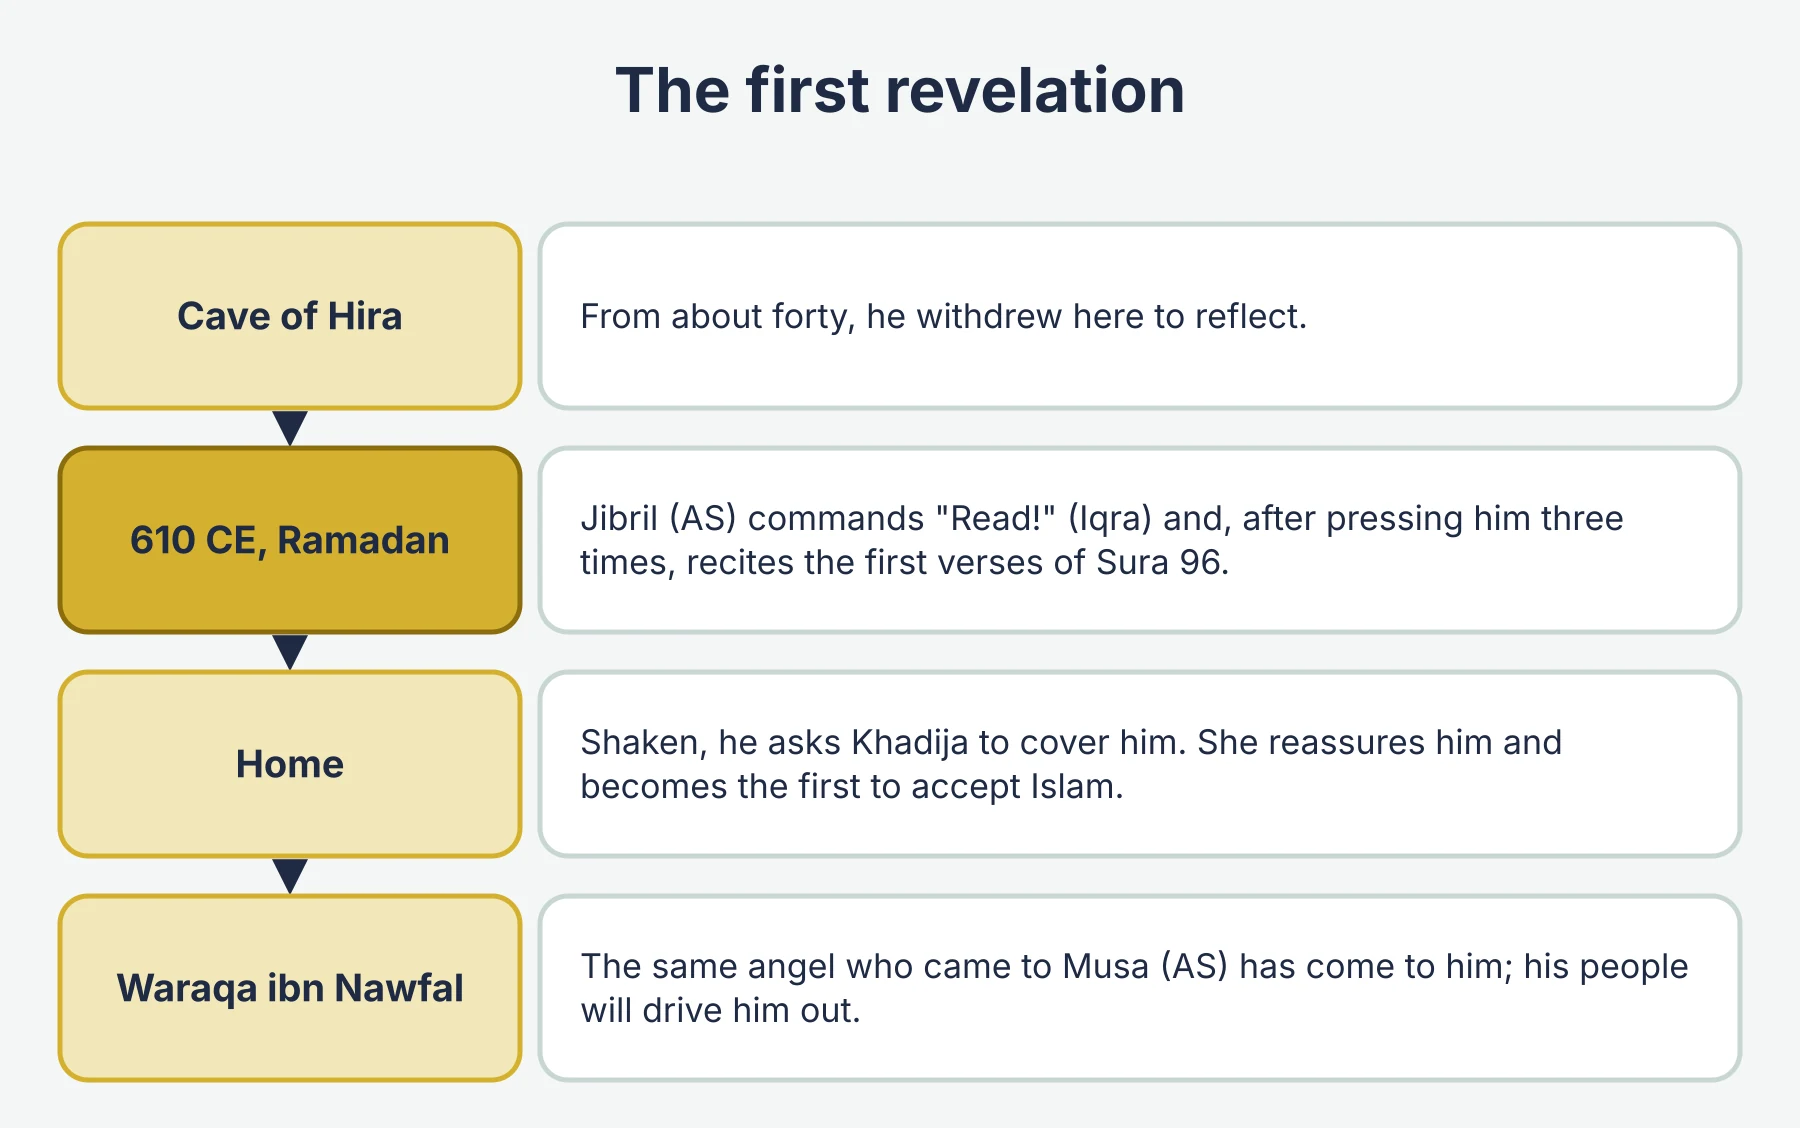 The first revelation
Cave of Hira
From about forty, he withdrew here to reflect.
610 CE, Ramadan
Jibril (AS) commands "Read!" (Iqra) and, after pressing him three
times, recites the first verses of Sura 96.
Home
Shaken, he asks Khadija to cover him. She reassures him and
becomes the first to accept Islam.
Waraqa ibn Nawfal
The same angel who came to Musa (AS) has come to him; his people
will drive him out.